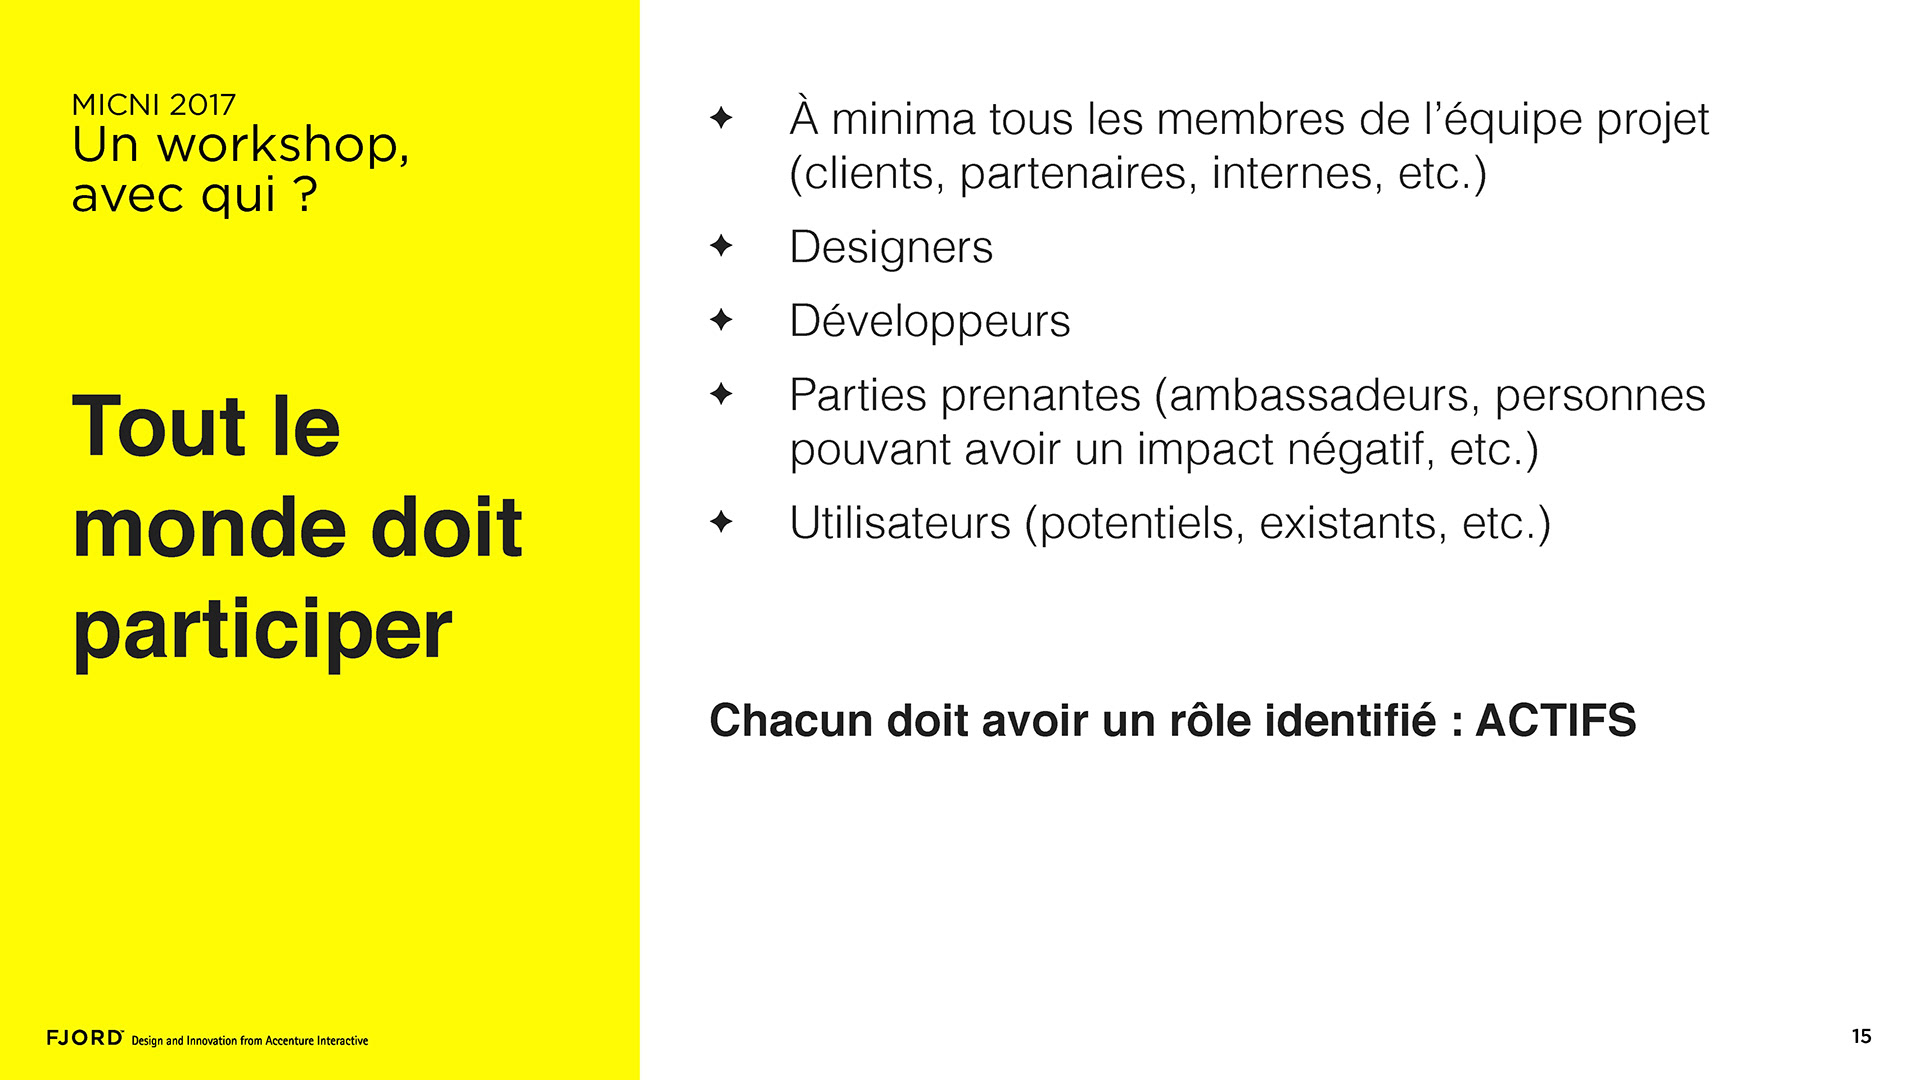 MICNI 2017
Un workshop,
avec qui ?
Tout le
monde doit
participer
✦ À minima tous les membres de l’équipe projet
(clients, partenaires, internes, etc.)
✦ Designers
✦ Développeurs
✦ Parties prenantes (ambassadeurs, personnes
pouvant avoir un impact négatif, etc.)
✦ Utilisateurs (potentiels, existants, etc.)
Chacun doit avoir un rôle identifié : ACTIFS
FJORD™ Design and Innovation from Accenture Interactive
15